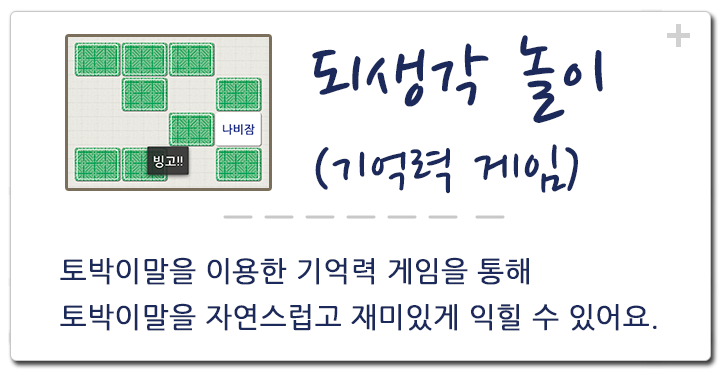 되생각 놀이
(기억력 게임)
나비잠
빙고!!
토박이말을 이용한 기억력 게임을 통해
토박이말을 자연스럽고 재미있게 익힐 수 있어요.